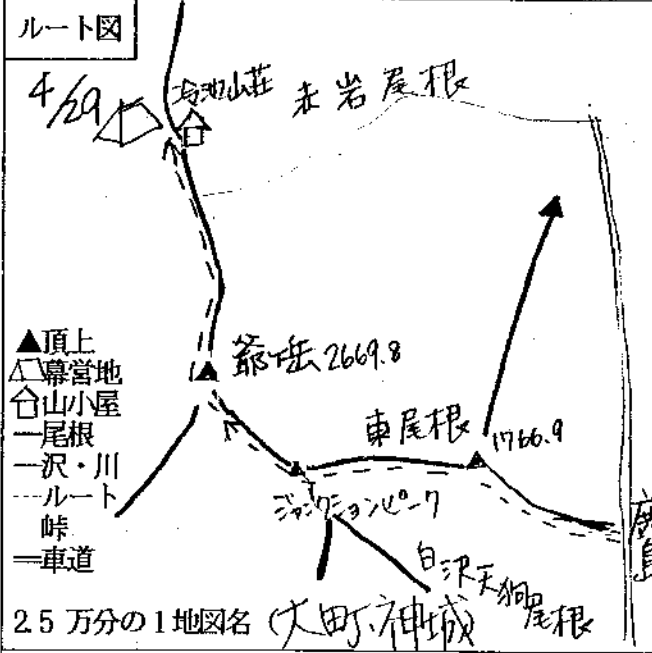 ルート図
4/29
冷池山荘
赤岩尾根
爺ヶ岳 2669.8
東尾根
1766.9
ジャンクションピーク
白沢天狗尾根
鹿島
▲頂上
幕営地
山小屋
尾根
沢・川
ルート
峠
車道
2.5 万分の1地図名 (大町、神城)